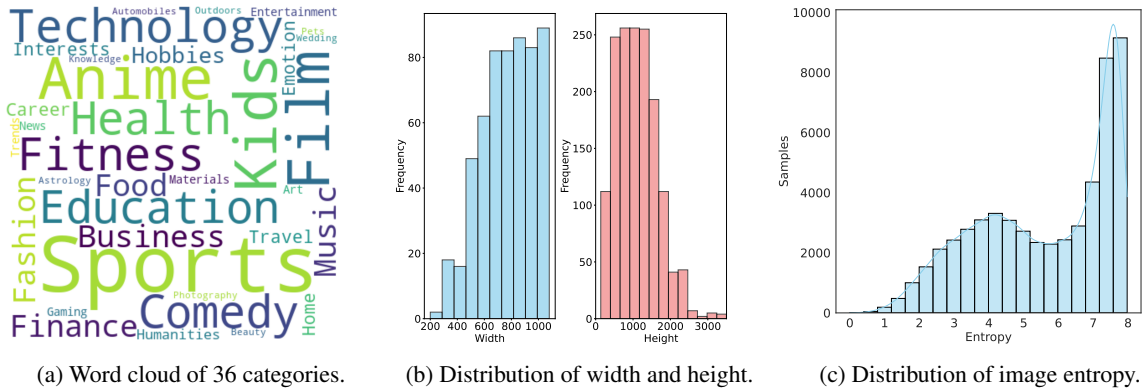 Automobiles
Outdoors
Entertainment
Technology
Pets
Wedding
Interests
Hobbies
Emotion
Knowledge
Anime
Kids
Film
Career
Health
News
Trends
Fitness
Astrology
Food
Materials
Art
Fashion
Education
Music
Business
Travel
Sports
Photography
Gaming
Comedy
Home
Finance
Humanities
Beauty
(a) Word cloud of 36 categories.
Frequency
80
60
40
20
0
200 400 600 800 1000
Width
Frequency
250
200
150
100
50
0
0 1000 2000 3000
Height
(b) Distribution of width and height.
Samples
10000
8000
6000
4000
2000
0
0 1 2 3 4 5 6 7 8
Entropy
(c) Distribution of image entropy.